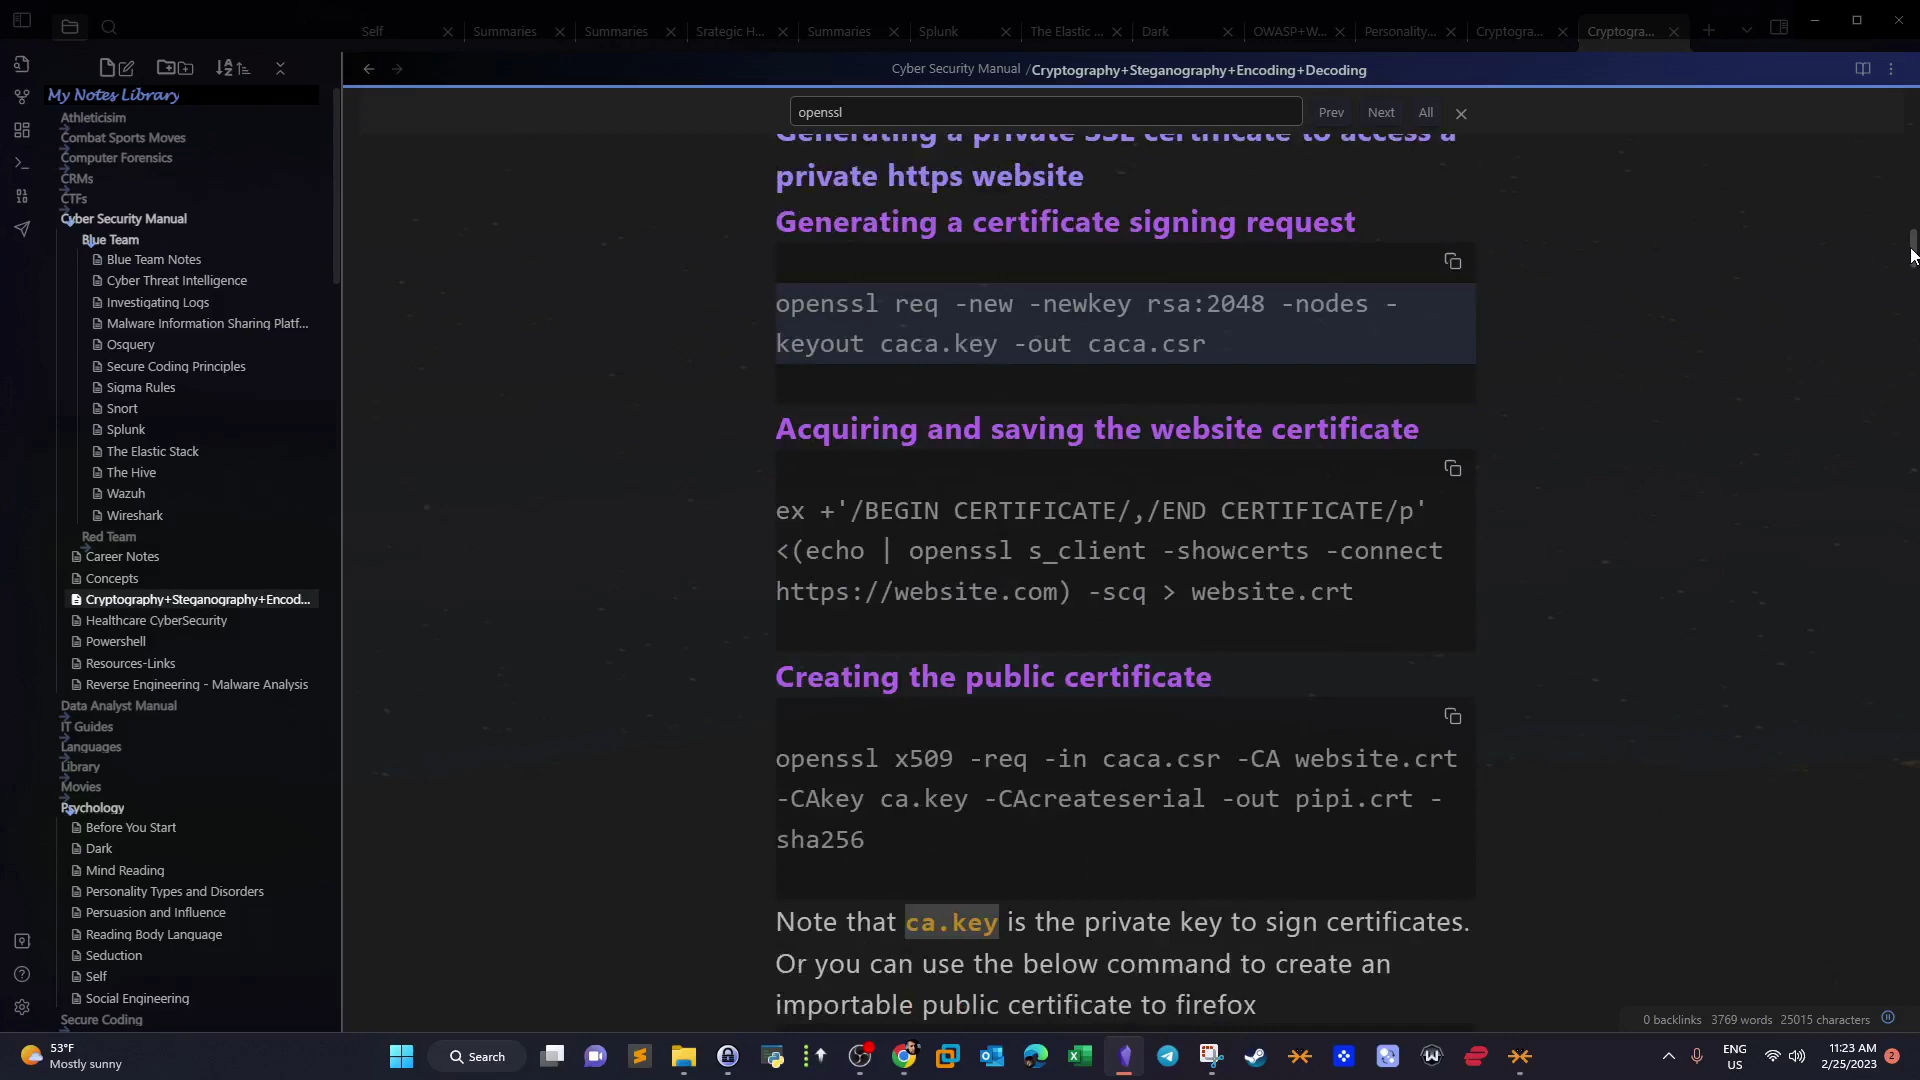 Self
Summaries
Summaries
Srategic H...
Summaries
Splunk
The Elastic ...
Dark
OWASP+W...
Personality...
Cryptogra...
Cryptogra...
Cyber Security Manual / Cryptography+Steganography+Encoding+Decoding
openssl
Prev
Next
All
My Notes Library
Athleticisim
Combat Sports Moves
Computer Forensics
CRMs
CTFs
Cyber Security Manual
Blue Team
Blue Team Notes
Cyber Threat Intelligence
Investigating Logs
Malware Information Sharing Platf...
Osquery
Secure Coding Principles
Sigma Rules
Snort
Splunk
The Elastic Stack
The Hive
Wazuh
Wireshark
Red Team
Career Notes
Concepts
Cryptography+Steganography+Encod...
Healthcare CyberSecurity
Powershell
Resources-Links
Reverse Engineering - Malware Analysis
Data Analyst Manual
IT Guides
Languages
Library
Movies
Psychology
Before You Start
Dark
Mind Reading
Personality Types and Disorders
Persuasion and Influence
Reading Body Language
Seduction
Self
Social Engineering
Secure Coding
Generating a private SSL certificate to access a
private https website
Generating a certificate signing request
openssl req -new -newkey rsa:2048 -nodes -
keyout caca.key -out caca.csr
Acquiring and saving the website certificate
ex +'/BEGIN CERTIFICATE/,/END CERTIFICATE/p'
<(echo | openssl s_client -showcerts -connect
https://website.com) -scq > website.crt
Creating the public certificate
openssl x509 -req -in caca.csr -CA website.crt
-CAkey ca.key -CAcreateserial -out pipi.crt -
sha256
Note that ca.key is the private key to sign certificates.
Or you can use the below command to create an
importable public certificate to firefox
0 backlinks 3769 words 25015 characters
53°F
Mostly sunny
Search
ENG
US
11:23 AM
2/25/2023
2